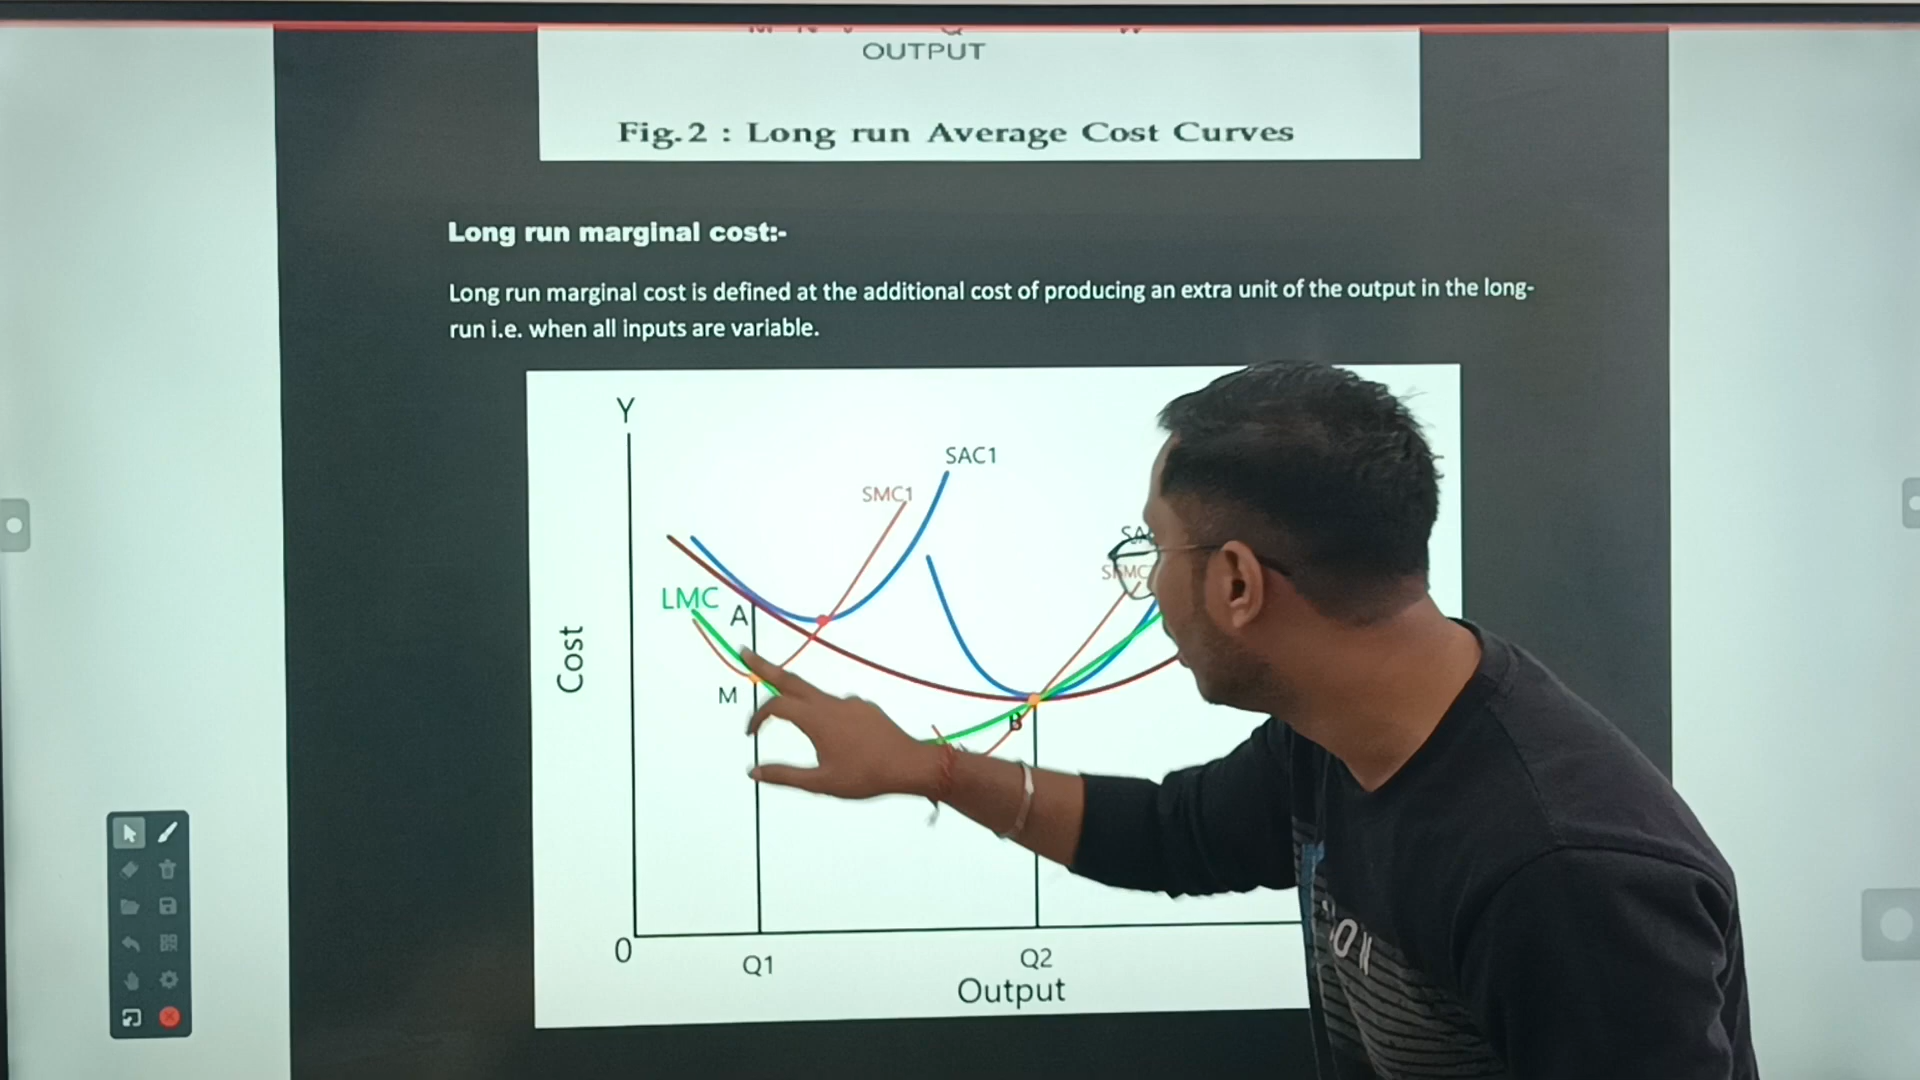 OUTPUT
Fig.2 : Long run Average Cost Curves
Long run marginal cost:-
Long run marginal cost is defined at the additional cost of producing an extra unit of the output in the long-
run i.e. when all inputs are variable.
Y
SAC1
SMC1
LMC
A
Cost
M
B
0
Q1
Q2
Output